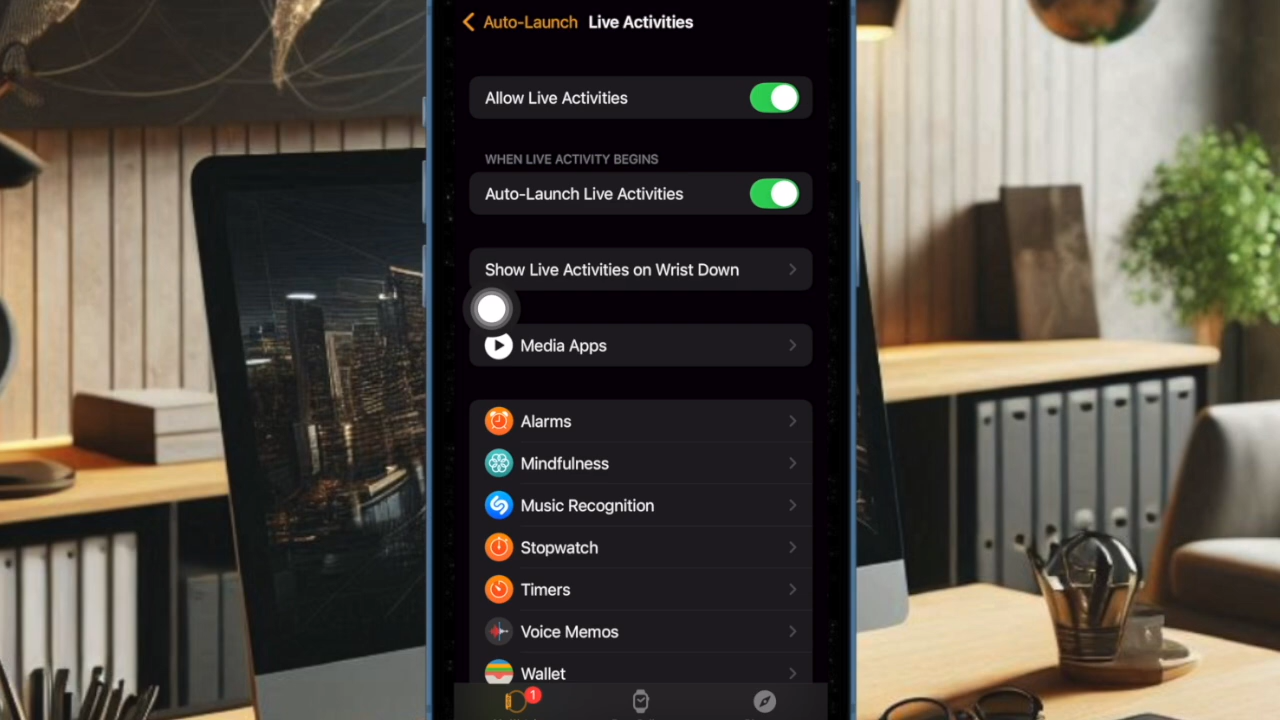 Auto-Launch Live Activities
Allow Live Activities
WHEN LIVE ACTIVITY BEGINS
Auto-Launch Live Activities
Show Live Activities on Wrist Down
Media Apps
Alarms
Mindfulness
Music Recognition
Stopwatch
Timers
Voice Memos
Wallet
1